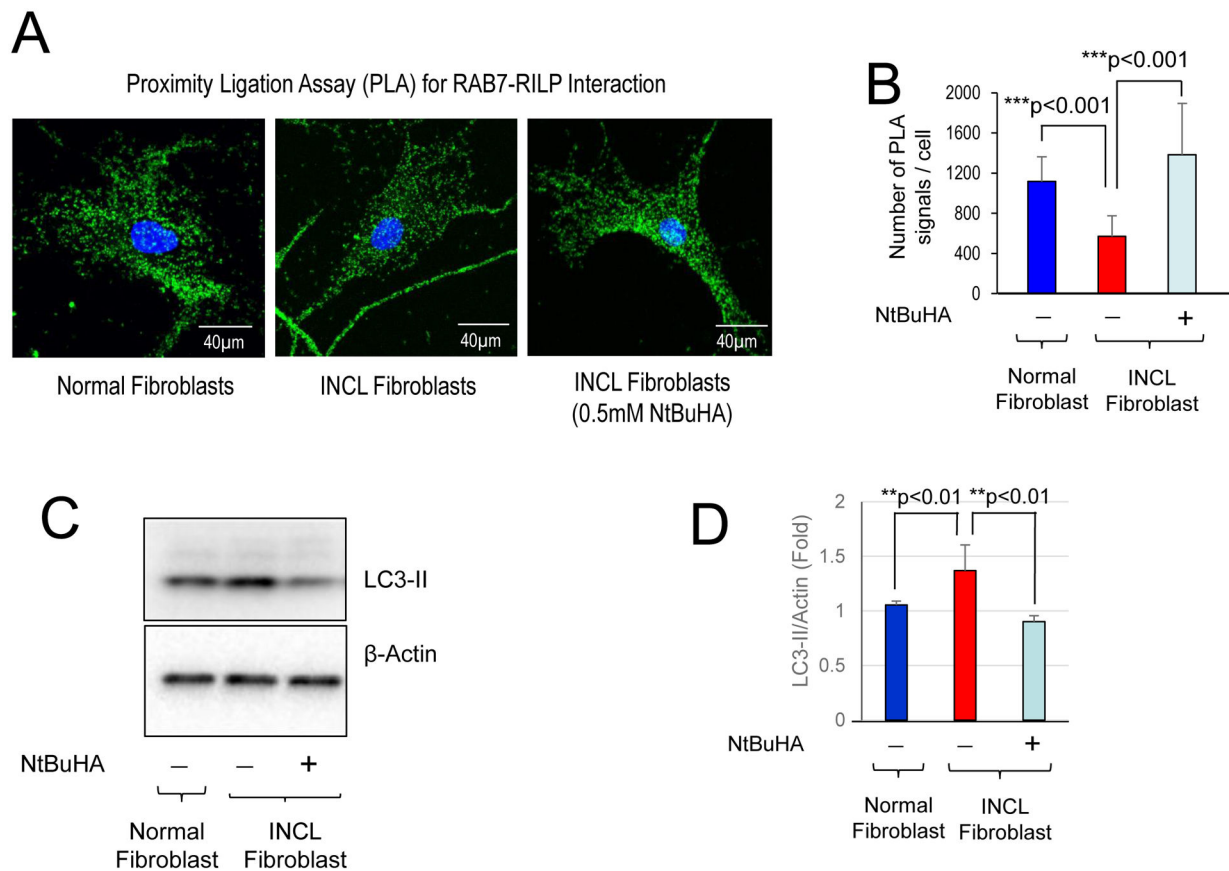 A
Proximity Ligation Assay (PLA) for RAB7-RILP Interaction
40µm
40µm
40µm
Normal Fibroblasts
INCL Fibroblasts
INCL Fibroblasts
(0.5mM NtBuHA)
B
***p<0.001
***p<0.001
Number of PLA
signals / cell
2000
1600
1200
800
400
0
NtBuHA
–
–
+
Normal
Fibroblast
INCL
Fibroblast
C
LC3-II
β-Actin
NtBuHA
–
–
+
Normal
Fibroblast
INCL
Fibroblast
D
**p<0.01
**p<0.01
LC3-II/Actin (Fold)
2
1.5
1
0.5
0
NtBuHA
–
–
+
Normal
Fibroblast
INCL
Fibroblast